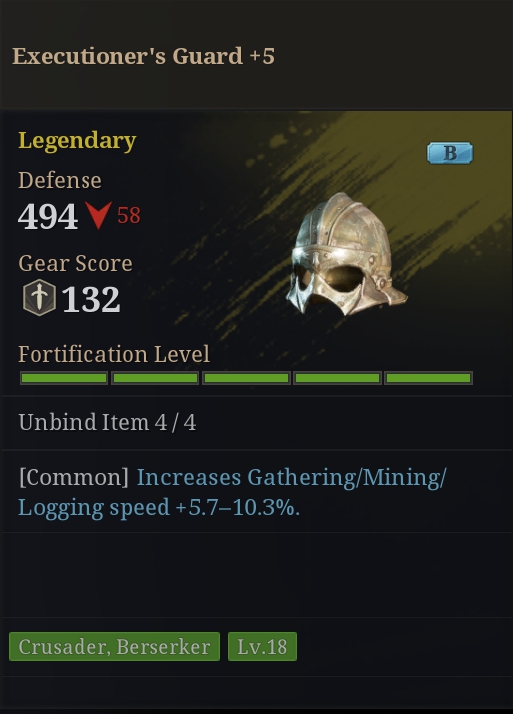 Executioner's Guard +5
Legendary
B
Defense
494 58
Gear Score
132
Fortification Level
Unbind Item 4 / 4
[Common] Increases Gathering/Mining/
Logging speed +5.7–10.3%.
Crusader, Berserker Lv.18